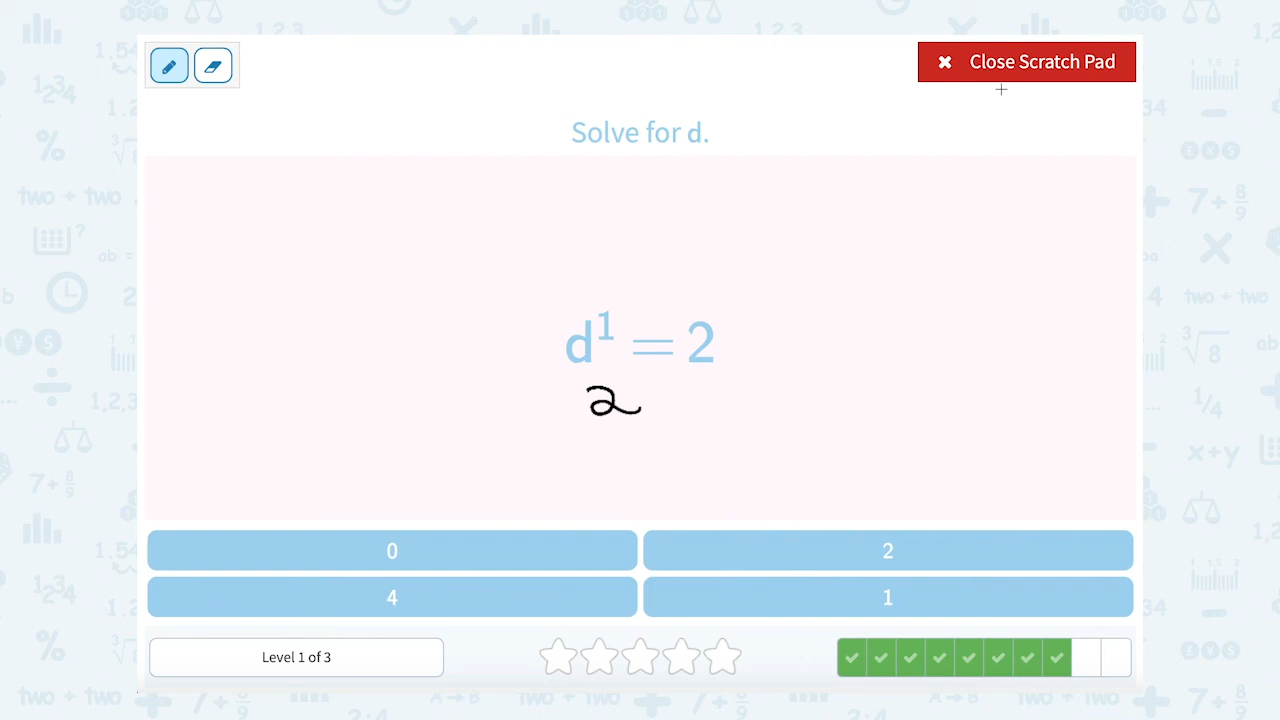 Close Scratch Pad
Solve for d.
d¹ = 2
2
0
2
4
1
Level 1 of 3